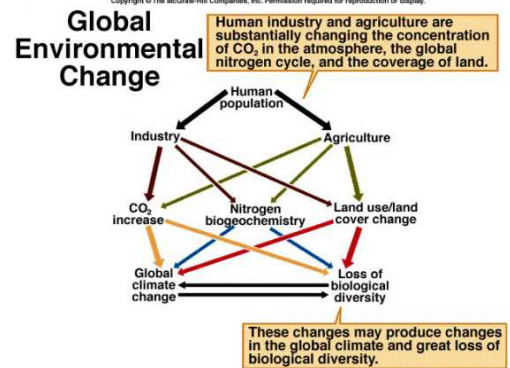 Copyright © The McGraw-Hill Companies, Inc. Permission required for reproduction or display.
Global
Environmental
Change
Human industry and agriculture are
substantially changing the concentration
of CO₂ in the atmosphere, the global
nitrogen cycle, and the coverage of land.
Human
population
Industry
Agriculture
CO₂
increase
Nitrogen
biogeochemistry
Land use/land
cover change
Global
climate
change
Loss of
biological
diversity
These changes may produce changes
in the global climate and great loss of
biological diversity.